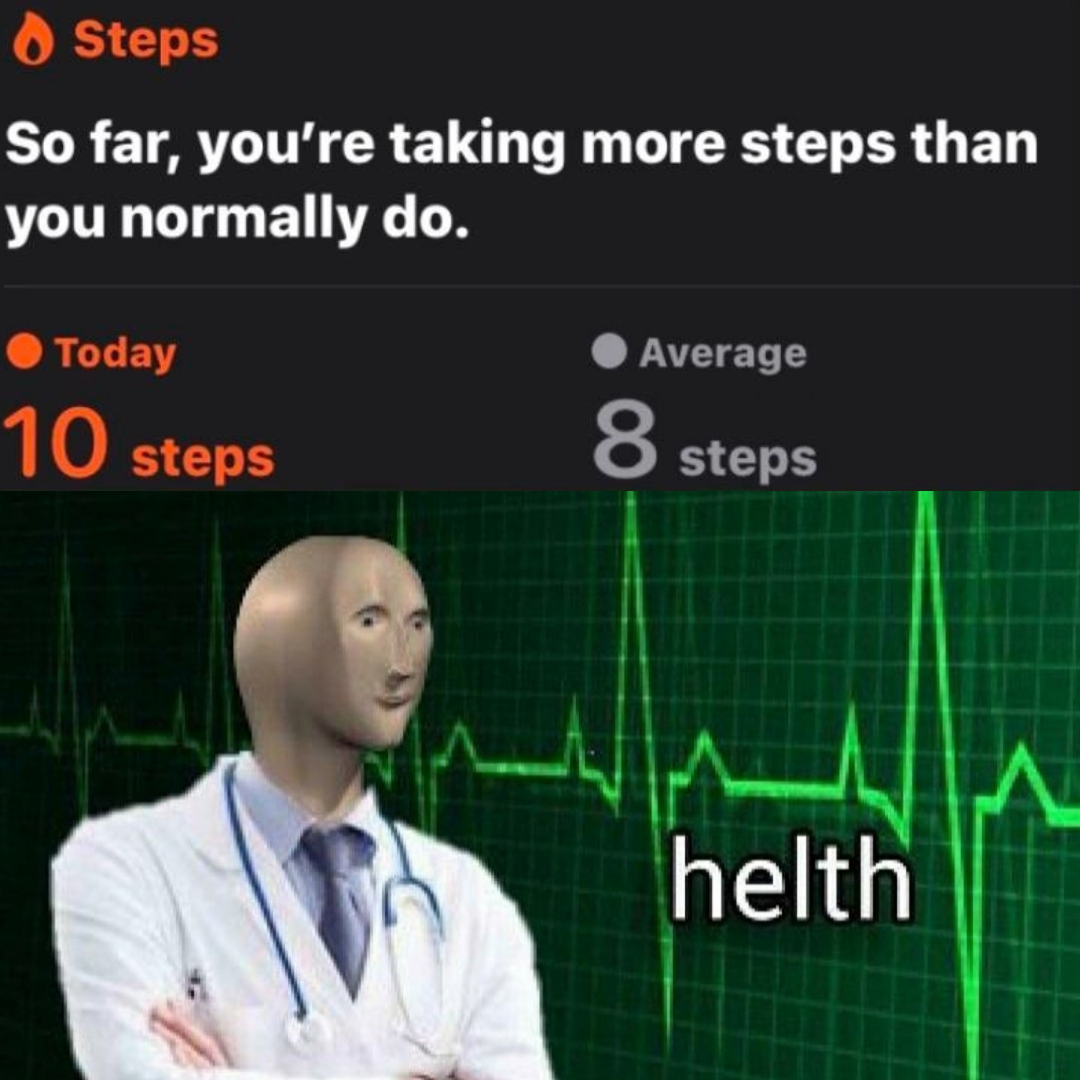 Steps
So far, you’re taking more steps than
you normally do.
Today
Average
10 steps
8 steps
helth